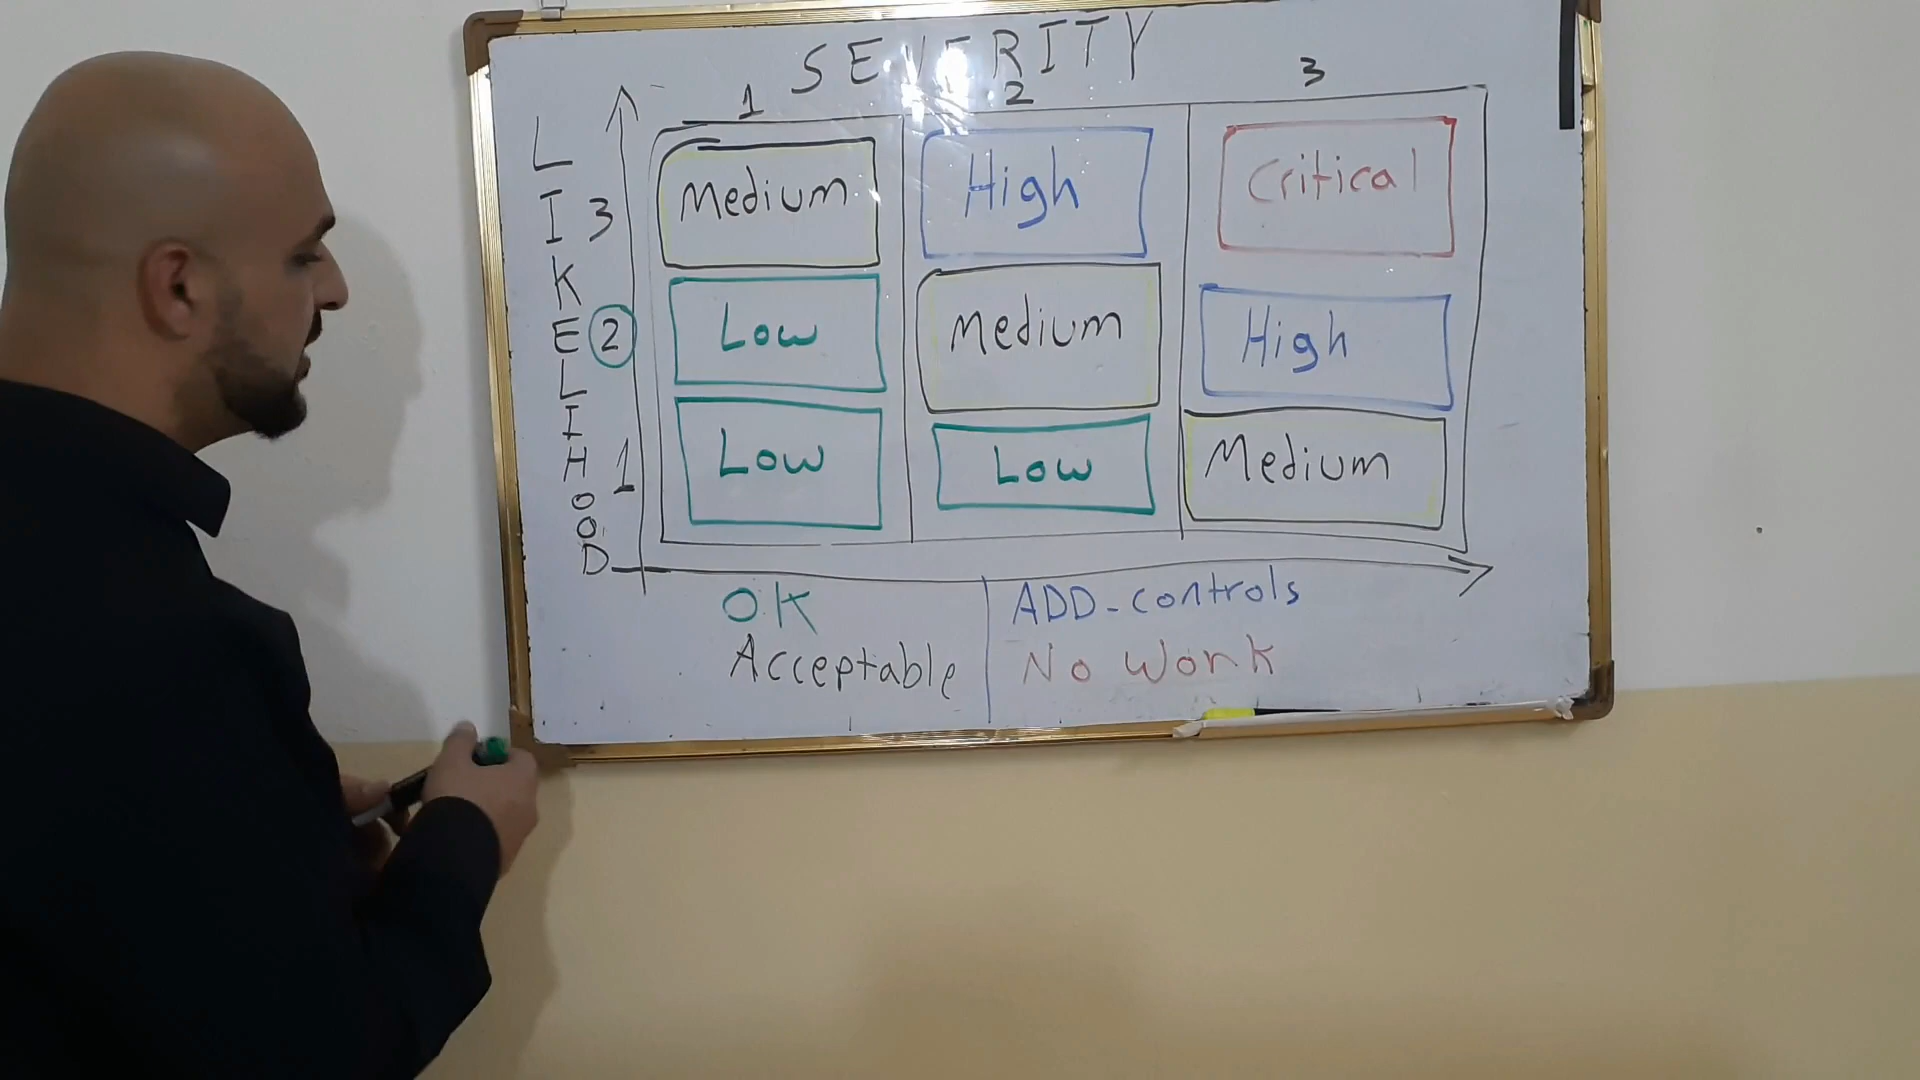 SEVERITY
1 2 3
LIKELIHOOD
3 Medium High Critical
2 Low Medium High
1 Low Low Medium
OK ADD-controls
Acceptable No Work